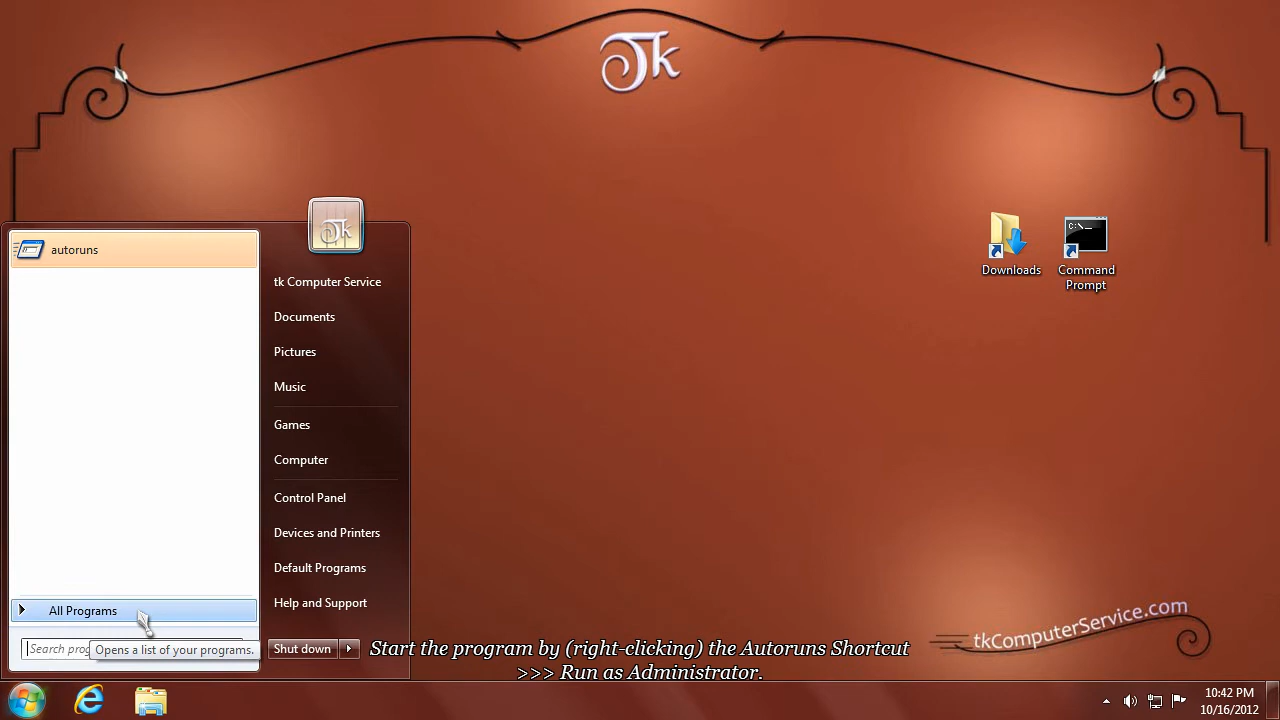 Tk
autoruns
tk Computer Service
Documents
Pictures
Music
Games
Computer
Control Panel
Devices and Printers
Default Programs
Help and Support
All Programs
Search prog
Opens a list of your programs.
Shut down
Downloads
C:\._
Command
Prompt
tkComputerService.com
Start the program by (right-clicking) the Autoruns Shortcut
>>> Run as Administrator.
10:42 PM
10/16/2012